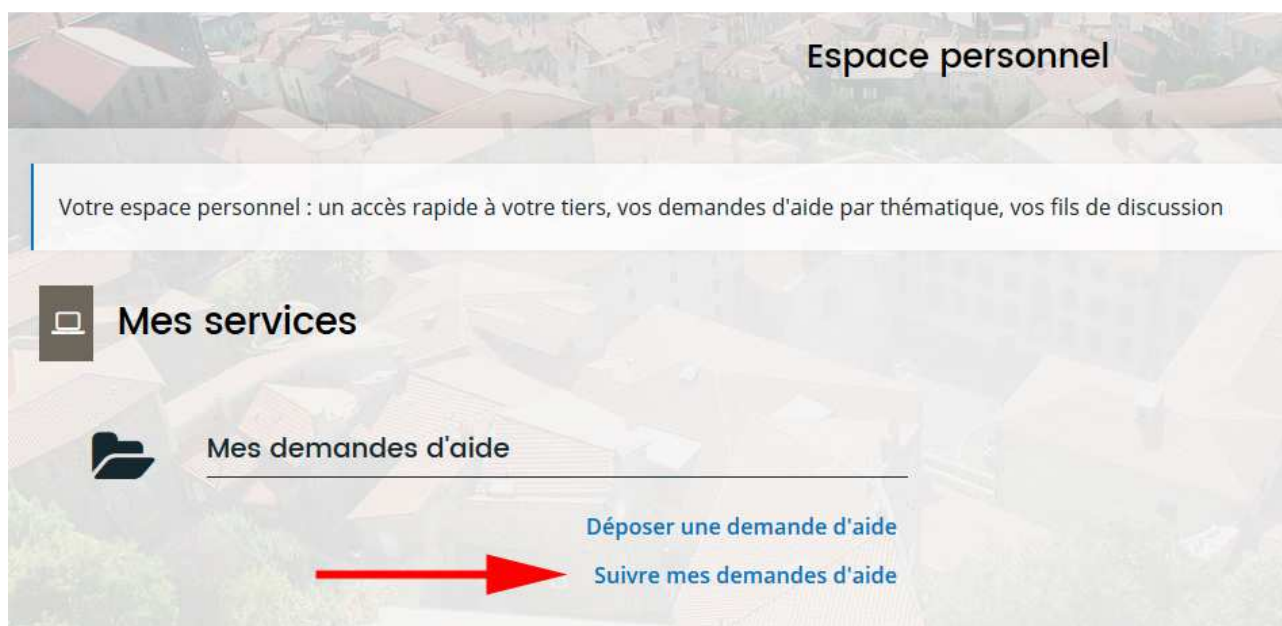 Espace personnel
Votre espace personnel : un accès rapide à votre tiers, vos demandes d'aide par thématique, vos fils de discussion
Mes services
Mes demandes d'aide
Déposer une demande d'aide
Suivre mes demandes d'aide